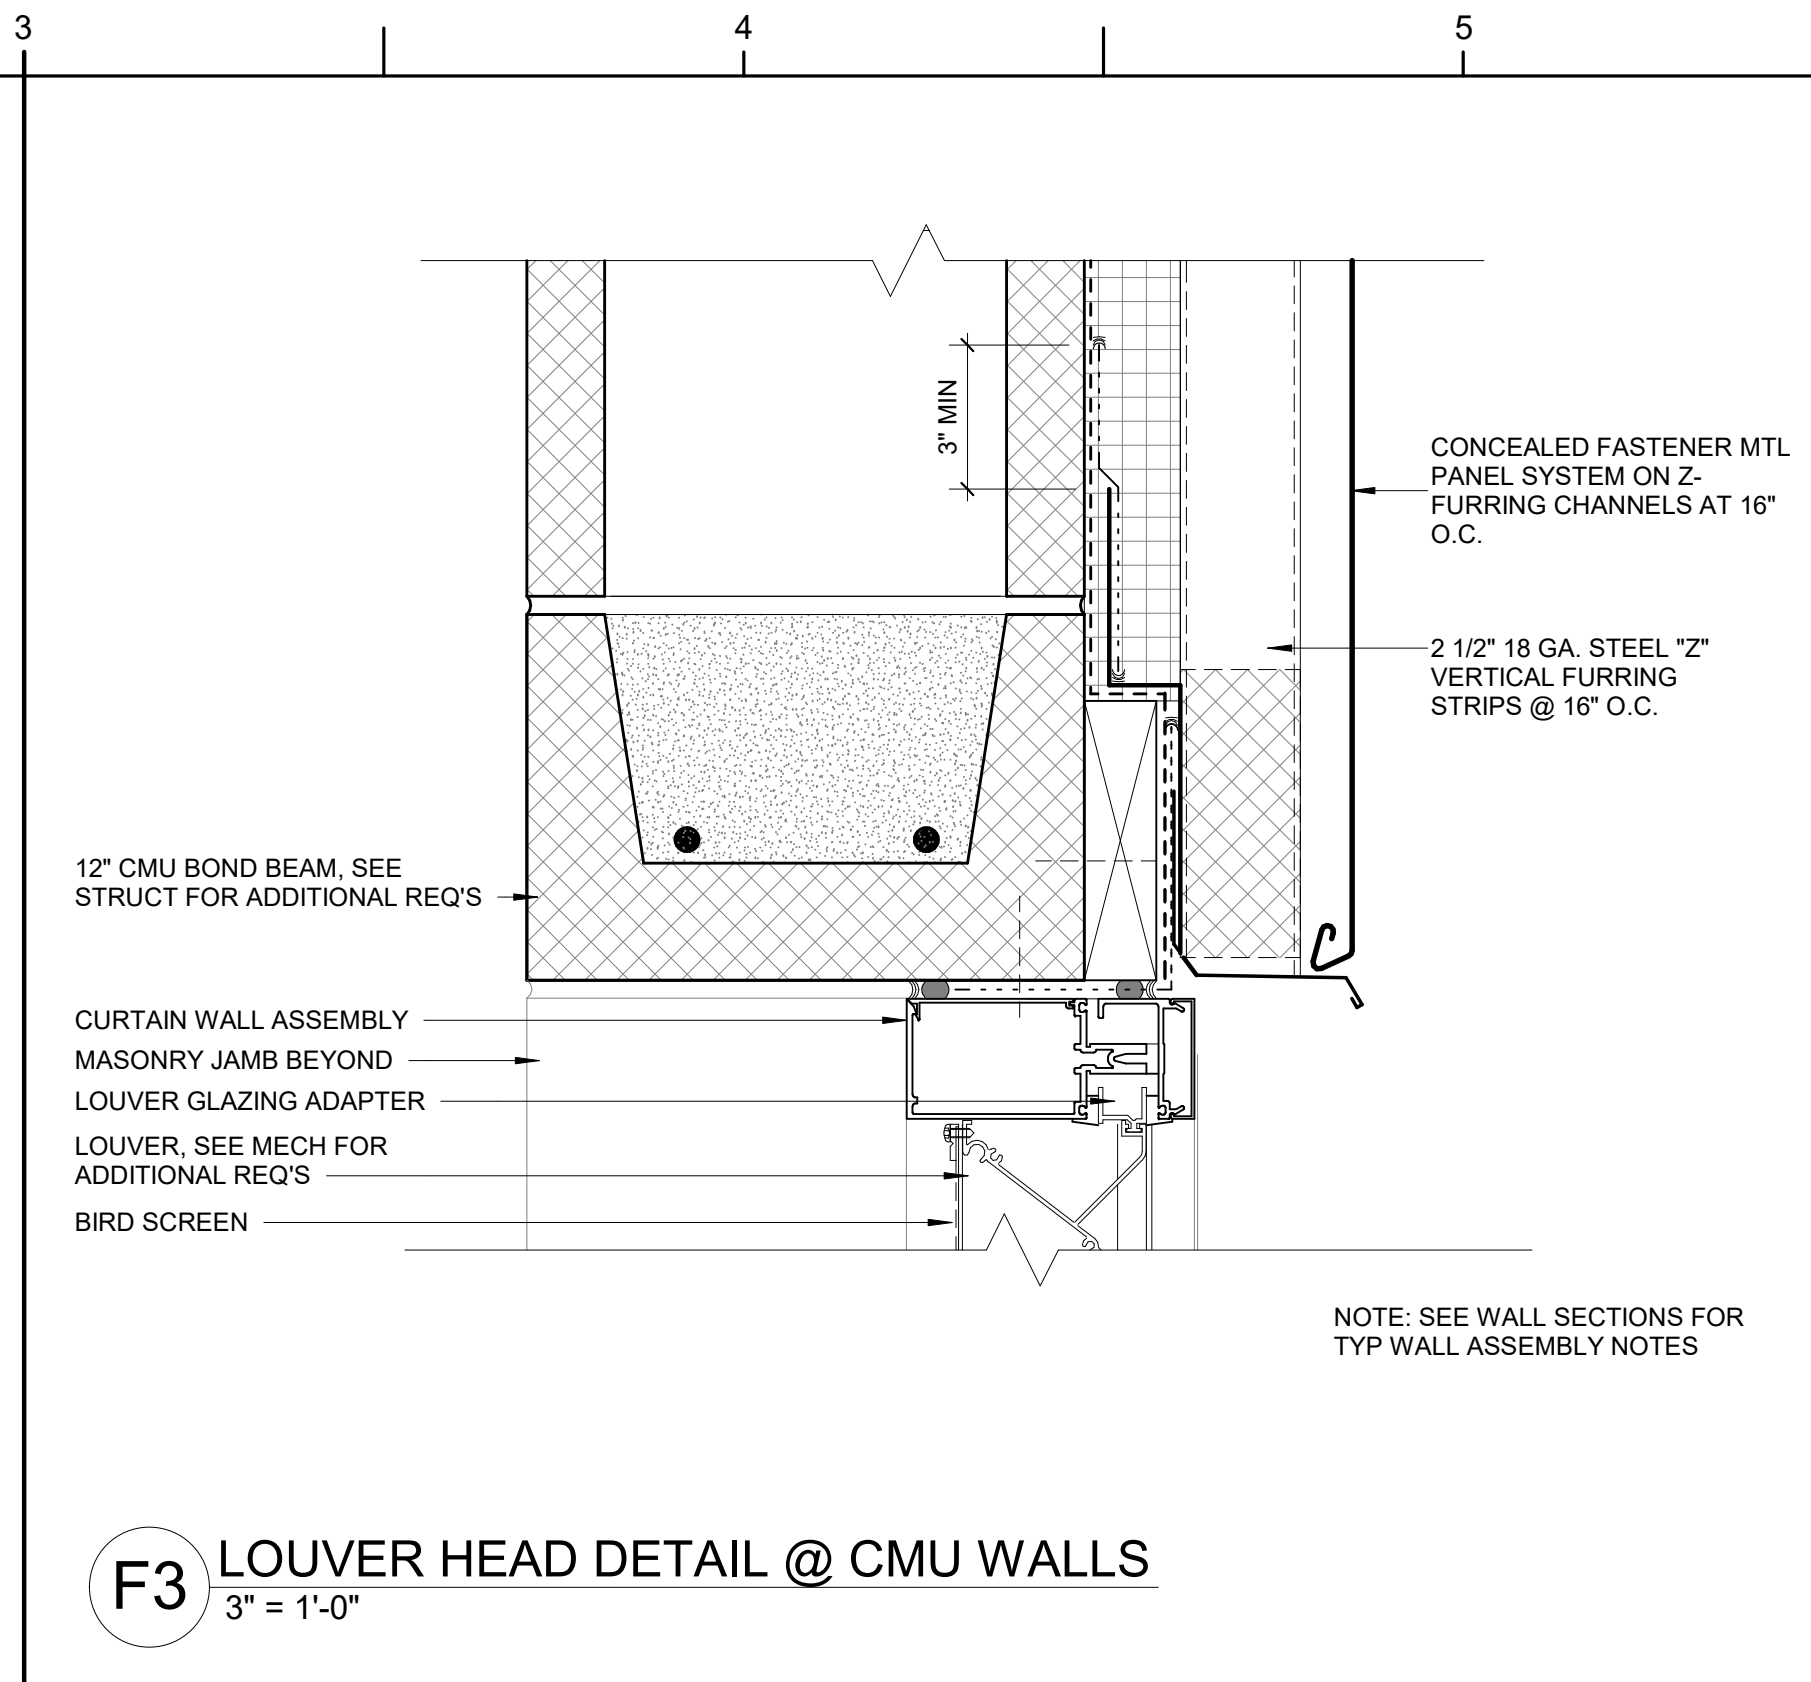 3
4
5
3" MIN
CONCEALED FASTENER MTL
PANEL SYSTEM ON Z-
FURRING CHANNELS AT 16"
O.C.
2 1/2" 18 GA. STEEL "Z"
VERTICAL FURRING
STRIPS @ 16" O.C.
12" CMU BOND BEAM, SEE
STRUCT FOR ADDITIONAL REQ'S
CURTAIN WALL ASSEMBLY
MASONRY JAMB BEYOND
LOUVER GLAZING ADAPTER
LOUVER, SEE MECH FOR
ADDITIONAL REQ'S
BIRD SCREEN
NOTE: SEE WALL SECTIONS FOR
TYP WALL ASSEMBLY NOTES
F3
LOUVER HEAD DETAIL @ CMU WALLS
3" = 1'-0"